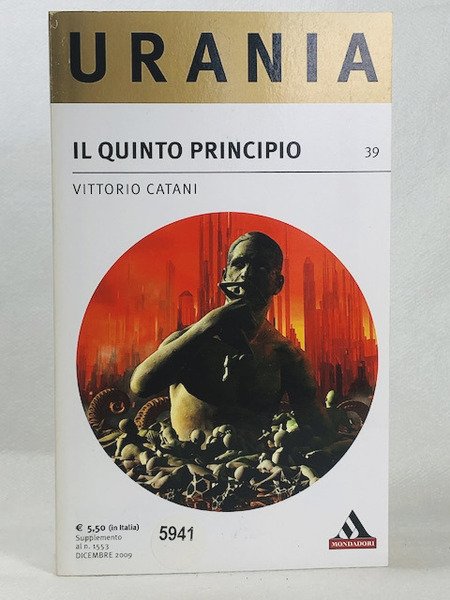 URANIA
IL QUINTO PRINCIPIO 39
VITTORIO CATANI
€ 5,50 (in Italia)
Supplemento
al n. 1553
DICEMBRE 2009
5941
MONDADORI